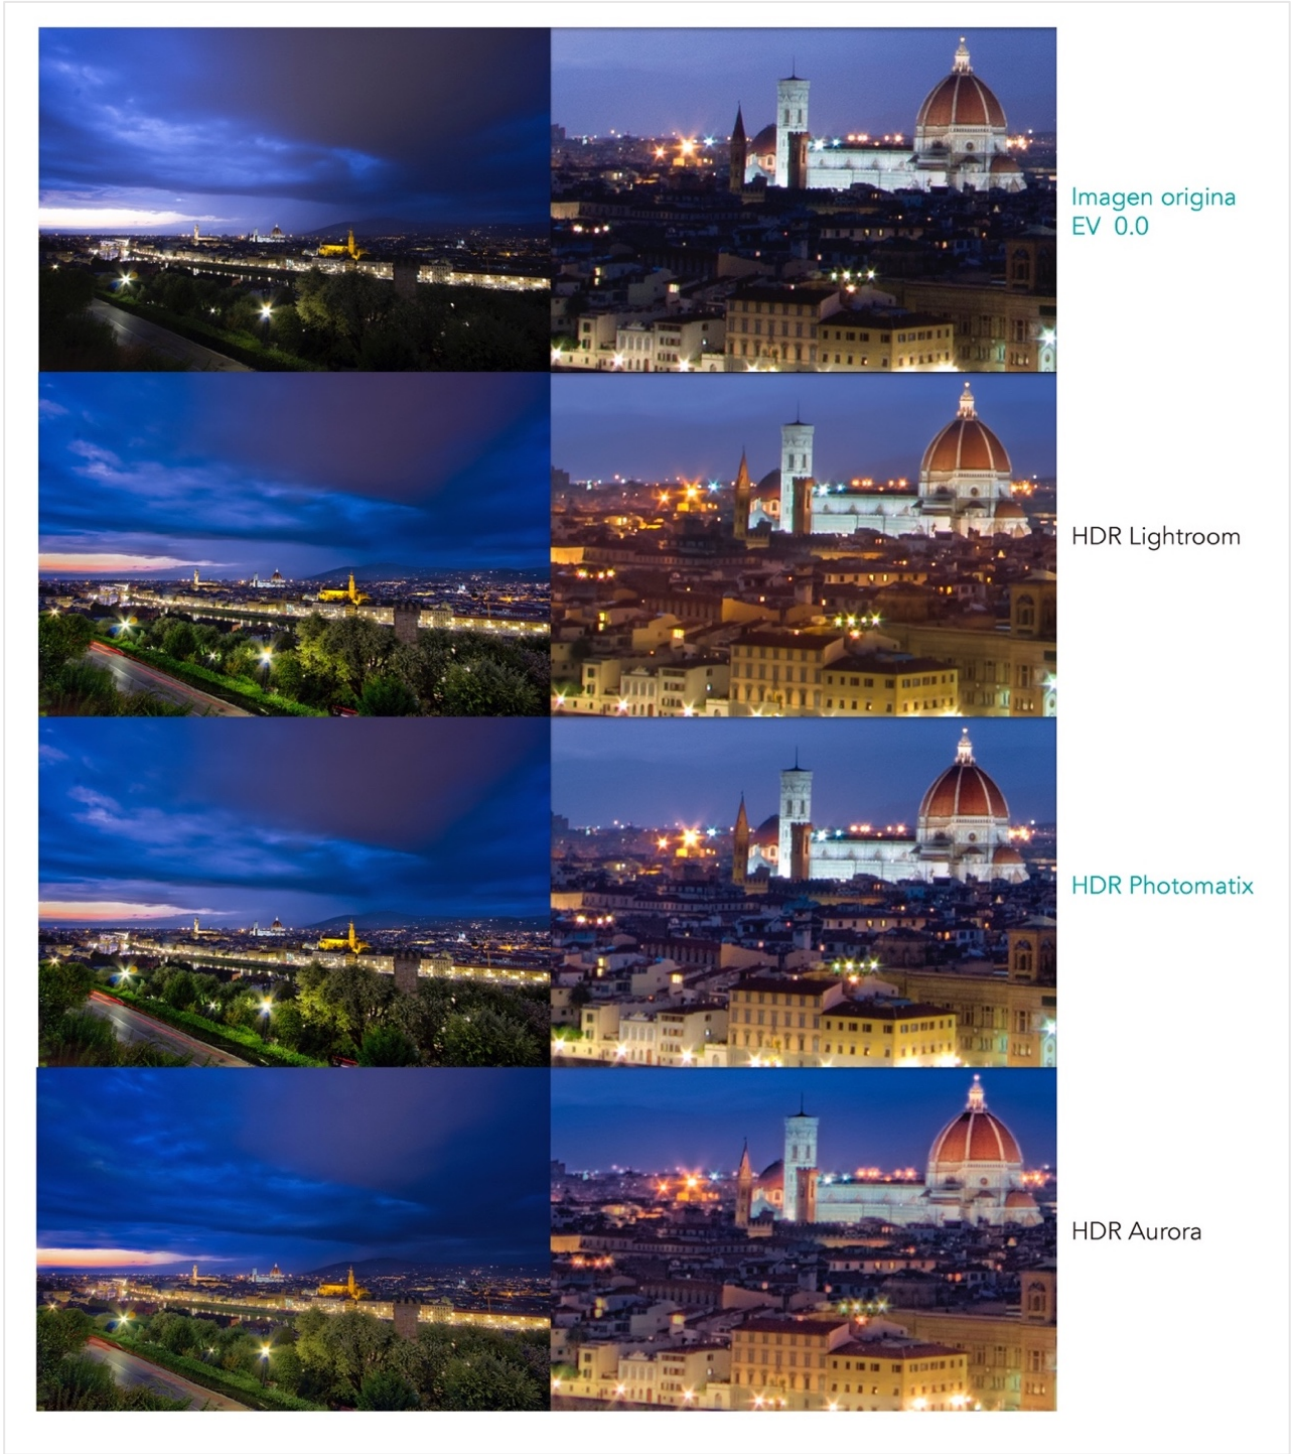 Imagen origina
EV 0.0
HDR Lightroom
HDR Photomatix
HDR Aurora